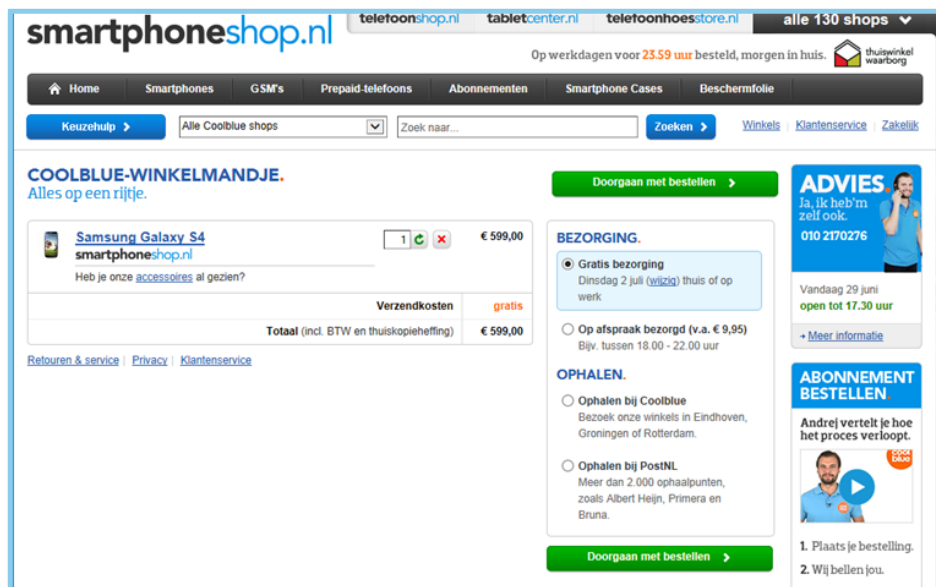 smartphoneshop.nl
telefoonshop.nl tabletcenter.nl telefoonhoesstore.nl alle 130 shops
Op werkdagen voor 23.59 uur besteld, morgen in huis. thuiswinkel
waarborg
Home Smartphones GSM's Prepaid-telefoons Abonnementen Smartphone Cases Beschermfolie
Keuzehulp Alle Coolblue shops Zoek naar... Zoeken Winkels Klantenservice Zakelijk
COOLBLUE-WINKELMANDJE.
Alles op een rijtje.
Doorgaan met bestellen
Samsung Galaxy S4 1 € 599,00
smartphoneshop.nl
Heb je onze accessoires al gezien?
Verzendkosten gratis
Totaal (incl. BTW en thuiskopieheffing) € 599,00
Retouren & service Privacy Klantenservice
BEZORGING.
Gratis bezorging
Dinsdag 2 juli (wijzig) thuis of op
werk
Op afspraak bezorgd (v.a. € 9,95)
Bijv. tussen 18.00 - 22.00 uur
OPHALEN.
Ophalen bij Coolblue
Bezoek onze winkels in Eindhoven,
Groningen of Rotterdam.
Ophalen bij PostNL
Meer dan 2.000 ophaalpunten,
zoals Albert Heijn, Primera en
Bruna.
Doorgaan met bestellen
ADVIES.
Ja, ik heb'm
zelf ook.
010 2170276
Vandaag 29 juni
open tot 17.30 uur
Meer informatie
ABONNEMENT
BESTELLEN.
Andrej vertelt je hoe
het proces verloopt.
cool
blue
1. Plaats je bestelling.
2. Wij bellen jou.